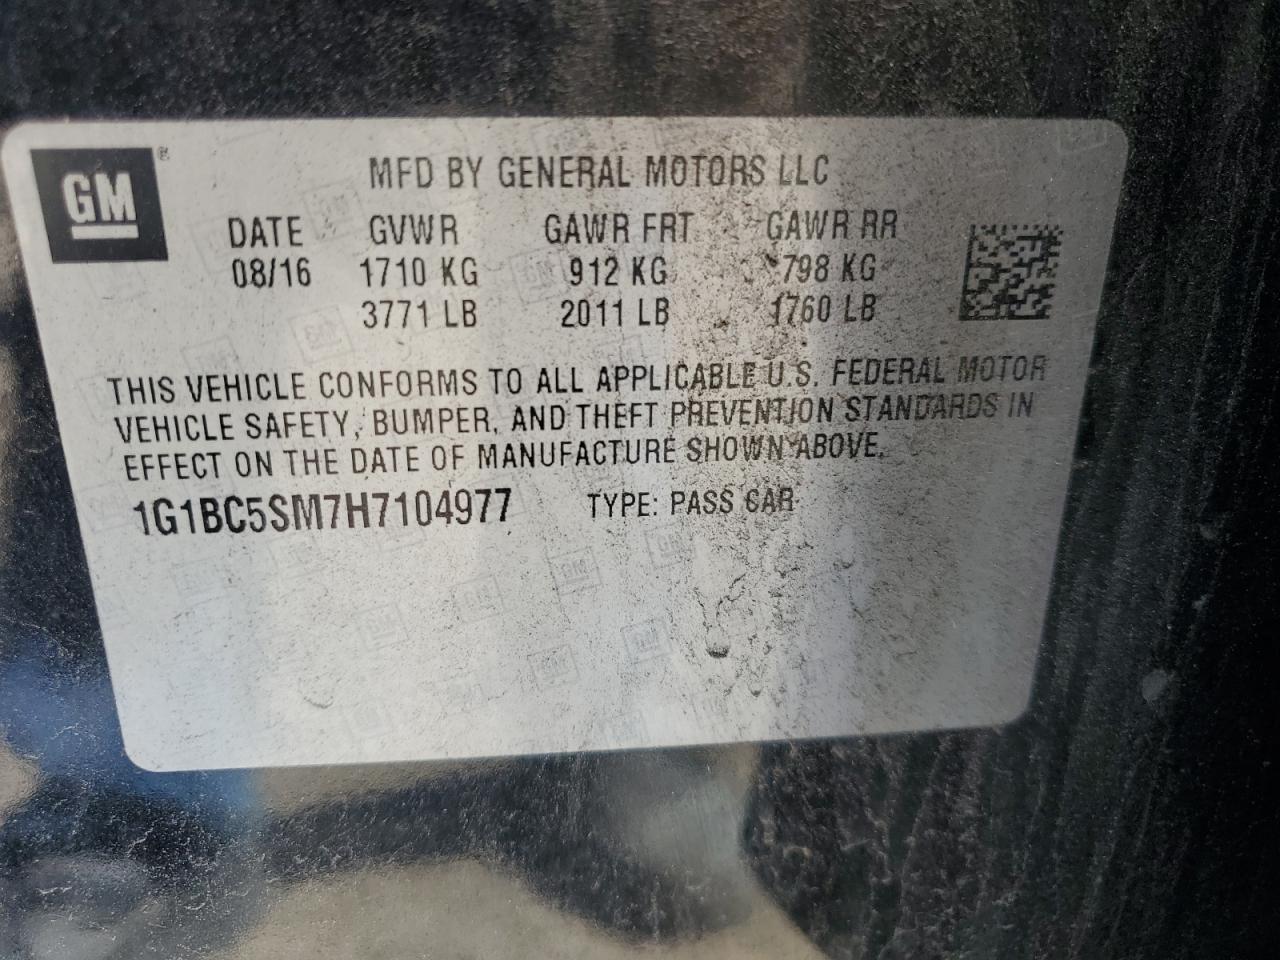 GM ®
MFD BY GENERAL MOTORS LLC
DATE GVWR GAWR FRT GAWR RR
08/16 1710 KG 912 KG 798 KG
3771 LB 2011 LB 1760 LB
THIS VEHICLE CONFORMS TO ALL APPLICABLE U.S. FEDERAL MOTOR
VEHICLE SAFETY, BUMPER, AND THEFT PREVENTION STANDARDS IN
EFFECT ON THE DATE OF MANUFACTURE SHOWN ABOVE.
1G1BC5SM7H7104977 TYPE: PASS CAR